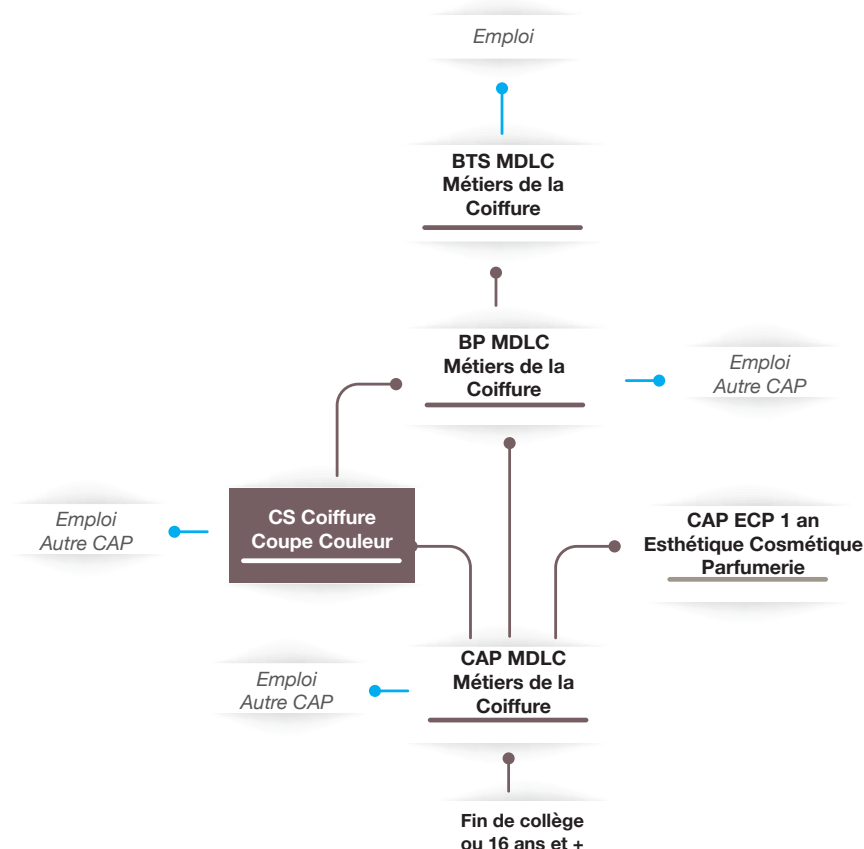 Emploi
BTS MDLC
Métiers de la
Coiffure
BP MDLC
Métiers de la
Coiffure
Emploi
Autre CAP
Emploi
Autre CAP
CS Coiffure
Coupe Couleur
CAP ECP 1 an
Esthétique Cosmétique
Parfumerie
Emploi
Autre CAP
CAP MDLC
Métiers de la
Coiffure
Fin de collège
ou 16 ans et +